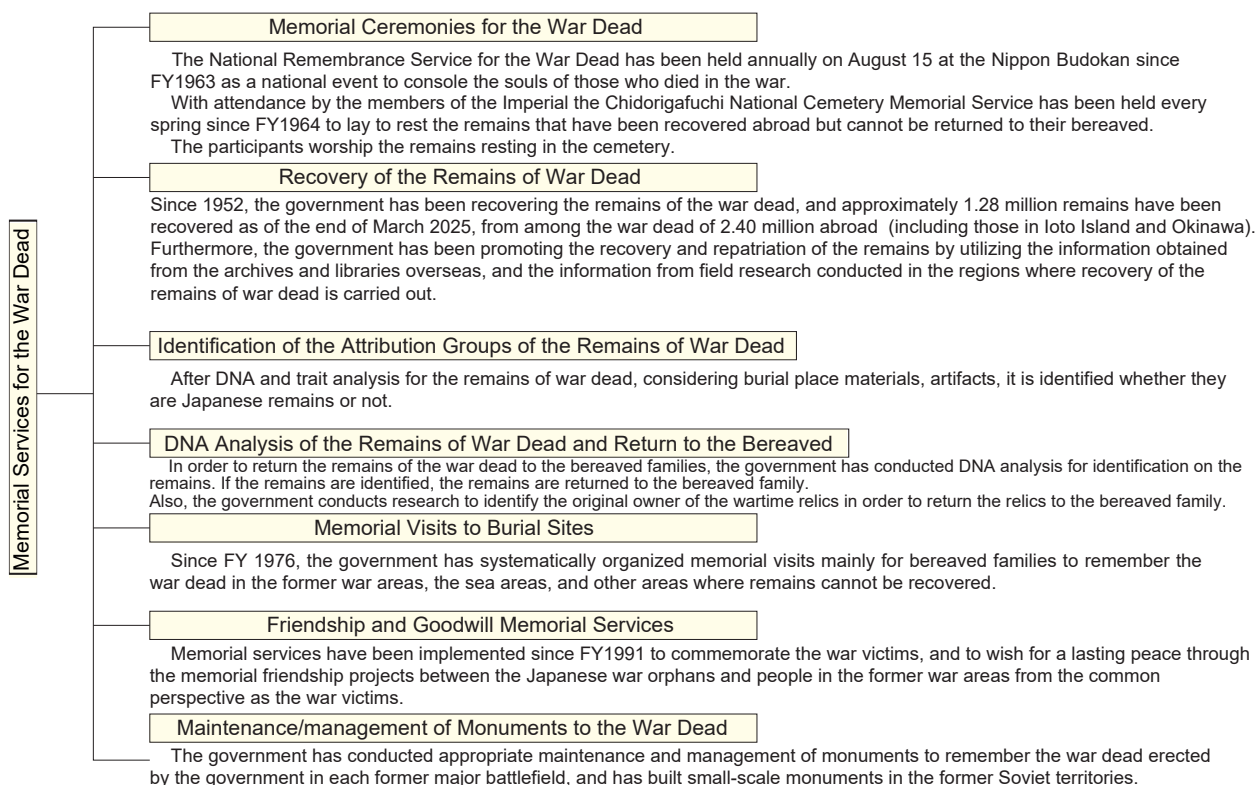 Memorial Services for the War Dead
Memorial Ceremonies for the War Dead
The National Remembrance Service for the War Dead has been held annually on August 15 at the Nippon Budokan since
FY1963 as a national event to console the souls of those who died in the war.
With attendance by the members of the Imperial the Chidorigafuchi National Cemetery Memorial Service has been held every
spring since FY1964 to lay to rest the remains that have been recovered abroad but cannot be returned to their bereaved.
The participants worship the remains resting in the cemetery.
Recovery of the Remains of War Dead
Since 1952, the government has been recovering the remains of the war dead, and approximately 1.28 million remains have been
recovered as of the end of March 2025, from among the war dead of 2.40 million abroad (including those in Ioto Island and Okinawa).
Furthermore, the government has been promoting the recovery and repatriation of the remains by utilizing the information obtained
from the archives and libraries overseas, and the information from field research conducted in the regions where recovery of the
remains of war dead is carried out.
Identification of the Attribution Groups of the Remains of War Dead
After DNA and trait analysis for the remains of war dead, considering burial place materials, artifacts, it is identified whether they
are Japanese remains or not.
DNA Analysis of the Remains of War Dead and Return to the Bereaved
In order to return the remains of the war dead to the bereaved families, the government has conducted DNA analysis for identification on the
remains. If the remains are identified, the remains are returned to the bereaved family.
Also, the government conducts research to identify the original owner of the wartime relics in order to return the relics to the bereaved family.
Memorial Visits to Burial Sites
Since FY 1976, the government has systematically organized memorial visits mainly for bereaved families to remember the
war dead in the former war areas, the sea areas, and other areas where remains cannot be recovered.
Friendship and Goodwill Memorial Services
Memorial services have been implemented since FY1991 to commemorate the war victims, and to wish for a lasting peace through
the memorial friendship projects between the Japanese war orphans and people in the former war areas from the common
perspective as the war victims.
Maintenance/management of Monuments to the War Dead
The government has conducted appropriate maintenance and management of monuments to remember the war dead erected
by the government in each former major battlefield, and has built small-scale monuments in the former Soviet territories.